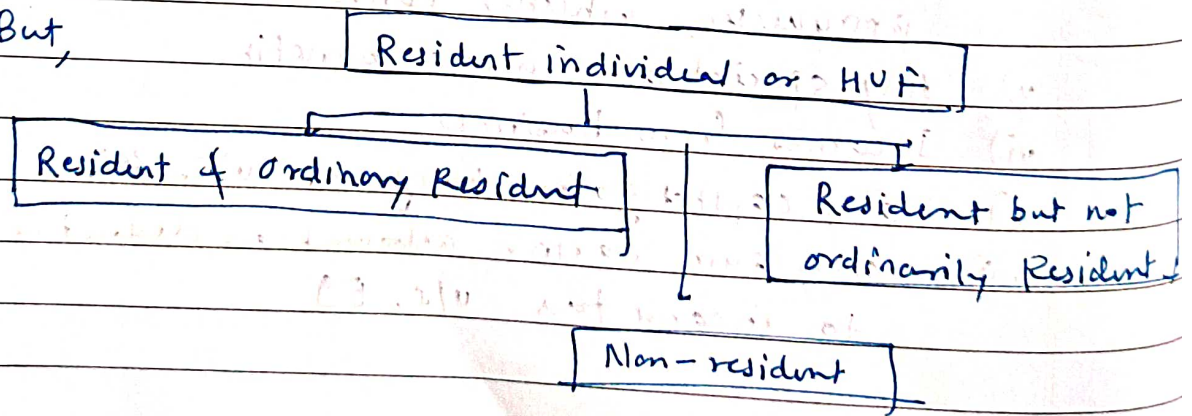 But,
Resident individual or HUF
Resident & Ordinary Resident
Resident but not
ordinarily Resident
Non-resident